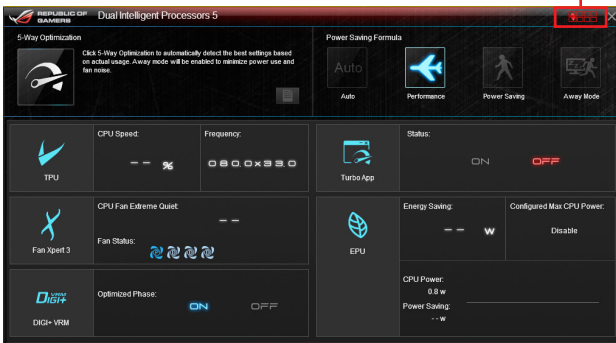 REPUBLIC OF
GAMERS
Dual Intelligent Processors 5
5-Way Optimization
Click 5-Way Optimization to automatically detect the best settings based
on actual usage. Away mode will be
enabled to minimize power use and
fan noise.
Power Saving Formula
Auto
Auto
Performance
Power Saving
Away Mode
TPU
CPU Speed:
-- %
Frequency:
080.0x33.0
Turbo App
Status:
ON OFF
Fan Xpert 3
CPU Fan Extreme Quiet:
--
Fan Status:
EPU
Energy Saving:
-- w
Configured Max CPU Power:
Disable
CPU Power:
0.8 w
Power Saving:
-- w
DIGI+ VRM
DIGI+ VRM
Optimized Phase:
ON OFF